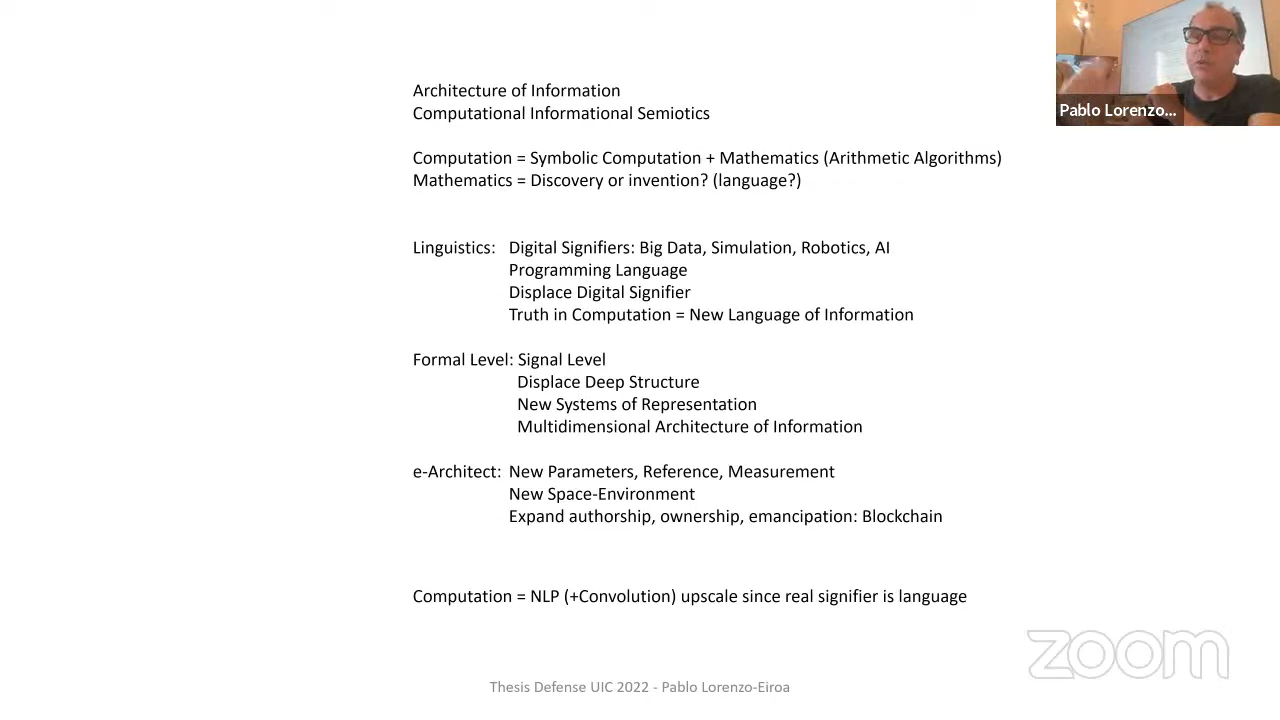 Architecture of Information
Computational Informational Semiotics
Computation = Symbolic Computation + Mathematics (Arithmetic Algorithms)
Mathematics = Discovery or invention? (language?)
Linguistics: Digital Signifiers: Big Data, Simulation, Robotics, AI
Programming Language
Displace Digital Signifier
Truth in Computation = New Language of Information
Formal Level: Signal Level
Displace Deep Structure
New Systems of Representation
Multidimensional Architecture of Information
e-Architect: New Parameters, Reference, Measurement
New Space-Environment
Expand authorship, ownership, emancipation: Blockchain
Computation = NLP (+Convolution) upscale since real signifier is language
Thesis Defense UIC 2022 - Pablo Lorenzo-Eiroa
Pablo Lorenzo...
zoom